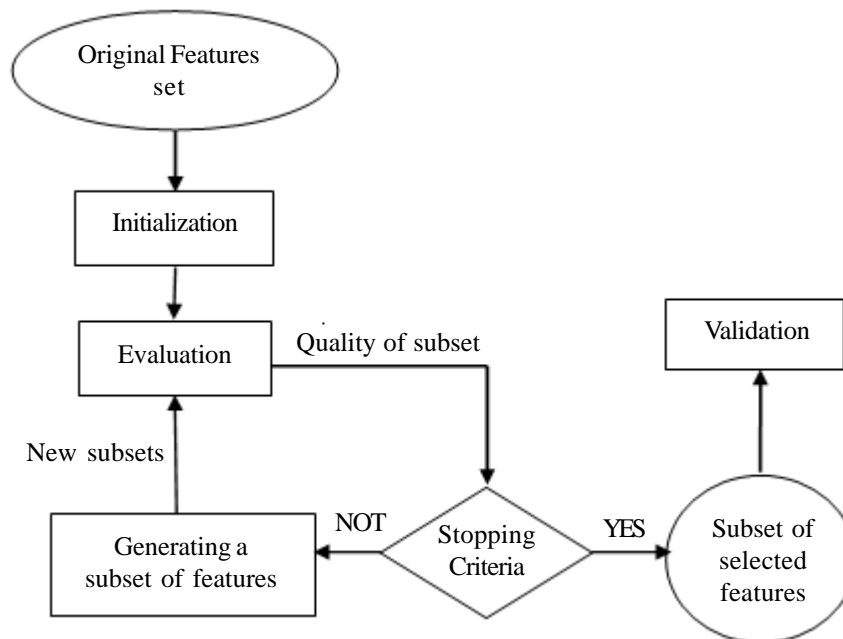 Original Features
set
Initialization
Evaluation
Quality of subset
Validation
New subsets
NOT
YES
Generating a
subset of features
Stopping
Criteria
Subset of
selected
features